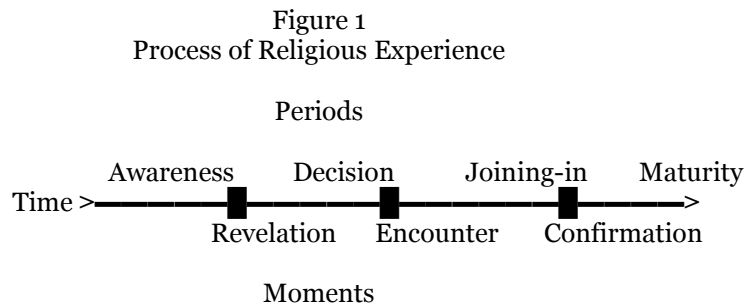 Figure 1
Process of Religious Experience
Periods
Awareness Decision Joining-in Maturity
Time > >
Revelation Encounter Confirmation
Moments